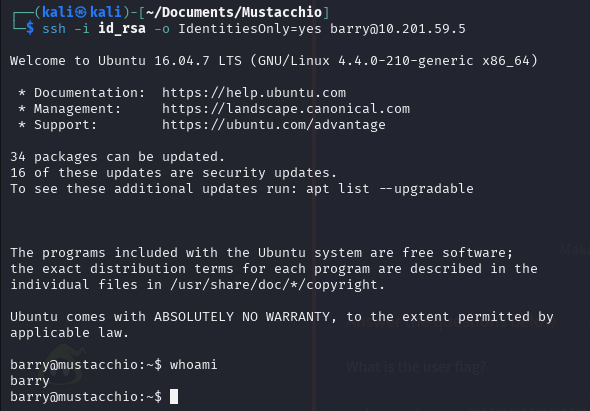 ┌──(kali㉿kali)-[~/Documents/Mustacchio]
└─$ ssh -i id_rsa -o IdentitiesOnly=yes barry@10.201.59.5
Welcome to Ubuntu 16.04.7 LTS (GNU/Linux 4.4.0-210-generic x86_64)
* Documentation:  https://help.ubuntu.com
* Management:     https://landscape.canonical.com
* Support:        https://ubuntu.com/advantage
34 packages can be updated.
16 of these updates are security updates.
To see these additional updates run: apt list --upgradable
The programs included with the Ubuntu system are free software;
the exact distribution terms for each program are described in the
individual files in /usr/share/doc/*/copyright.
Ubuntu comes with ABSOLUTELY NO WARRANTY, to the extent permitted by
applicable law.
barry@mustacchio:~$ whoami
What is the user flag?
barry
barry@mustacchio:~$